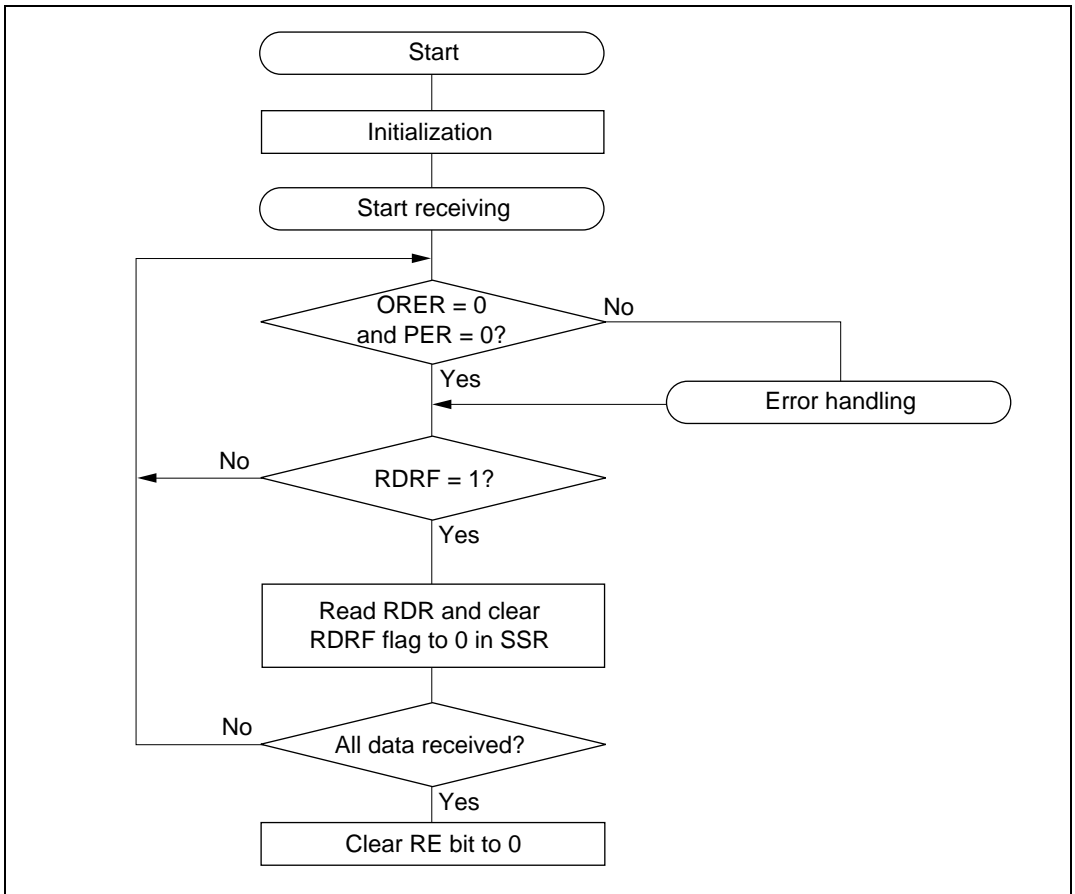 Start
Initialization
Start receiving
ORER = 0
and PER = 0?
No
Yes
Error handling
No
RDRF = 1?
Yes
Read RDR and clear
RDRF flag to 0 in SSR
No
All data received?
Yes
Clear RE bit to 0